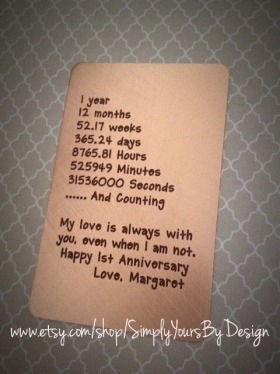 1 year
12 months
52.17 weeks
365.24 days
8765.81 Hours
525949 Minutes
31536000 Seconds
...... And Counting
My love is always with
you, even when I am not.
Happy 1st Anniversary
Love, Margaret
www.etsy.com/shop/SimplyYoursByDesign